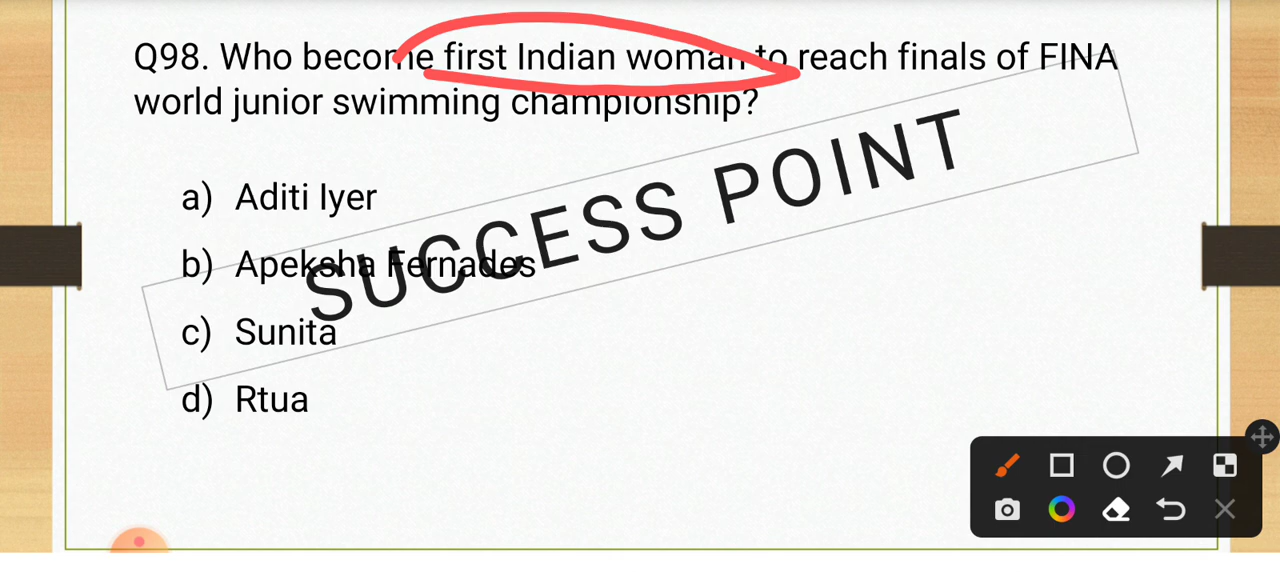 Q98. Who become first Indian woman to reach finals of FINA
world junior swimming championship?
a) Aditi Iyer
b) Apeksha Fernades
c) Sunita
d) Rtua
SUCCESS POINT